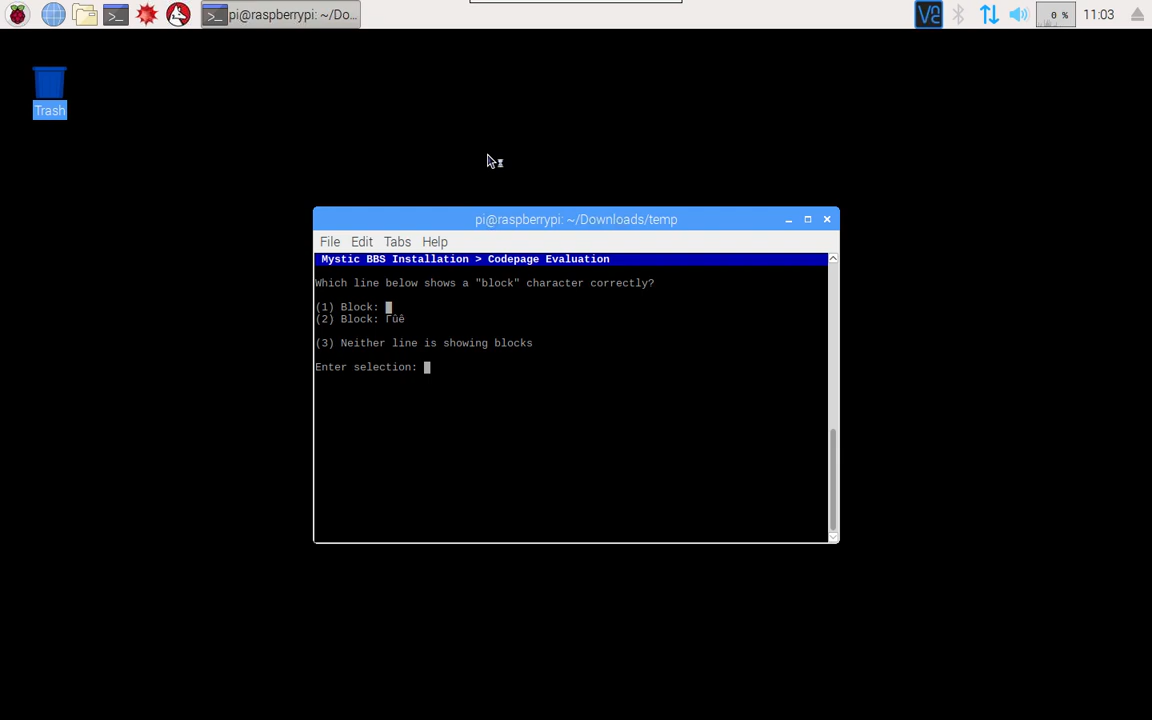 pi@raspberrypi: ~/Do...
0 %
11:03
Trash
pi@raspberrypi: ~/Downloads/temp
File Edit Tabs Help
Mystic BBS Installation > Codepage Evaluation
Which line below shows a "block" character correctly?
(1) Block: █
(2) Block: Γûê
(3) Neither line is showing blocks
Enter selection: